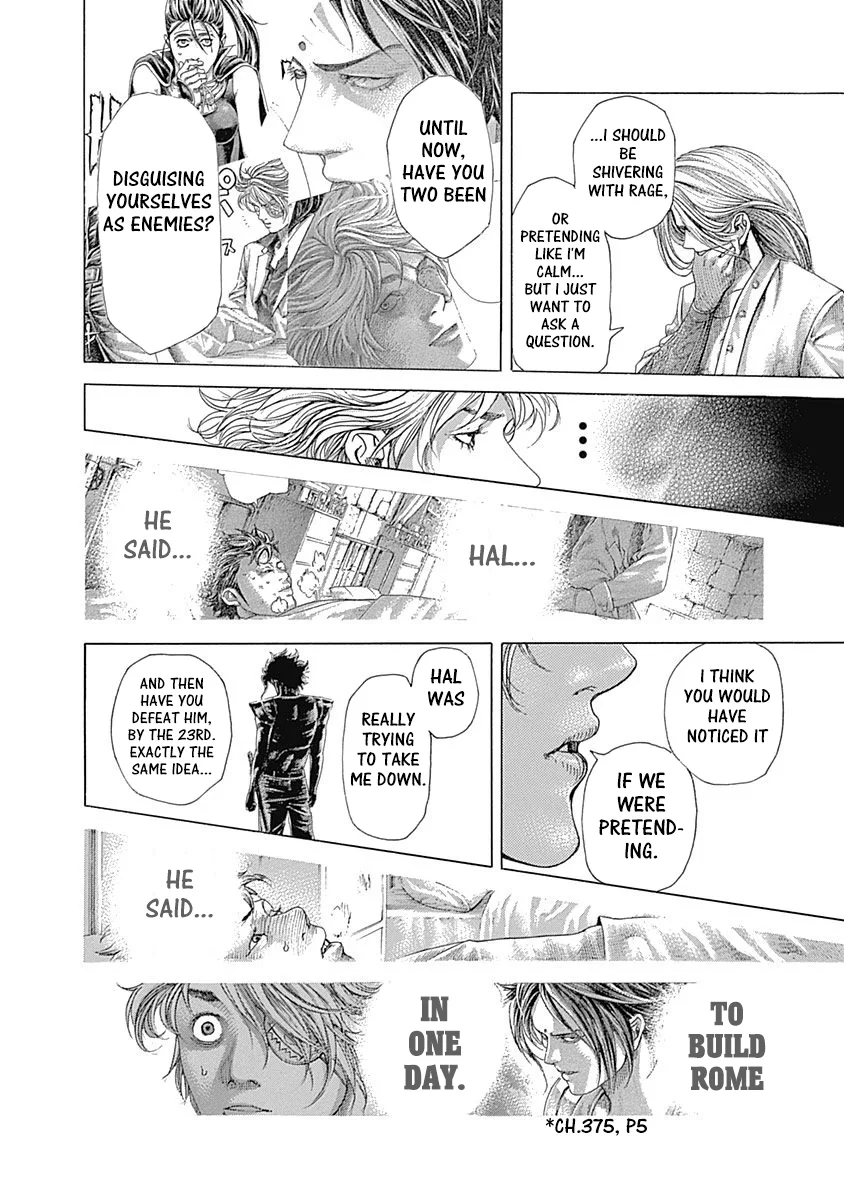 ...I SHOULD
BE
SHIVERING
WITH RAGE,
OR
PRETENDING
LIKE I'M
CALM...
BUT I JUST
WANT TO
ASK A
QUESTION.
UNTIL
NOW,
HAVE YOU
TWO BEEN
DISGUISING
YOURSELVES
AS ENEMIES?
...
HAL...
HE
SAID...
I THINK
YOU WOULD
HAVE
NOTICED IT
IF WE
WERE
PRETEND-
ING.
HAL WAS
REALLY
TRYING
TO TAKE
ME DOWN.
AND THEN
HAVE YOU
DEFEAT HIM,
BY THE 23RD.
EXACTLY THE
SAME IDEA...
HE
SAID...
TO
BUILD
ROME
IN
ONE
DAY.
*CH.375, P5